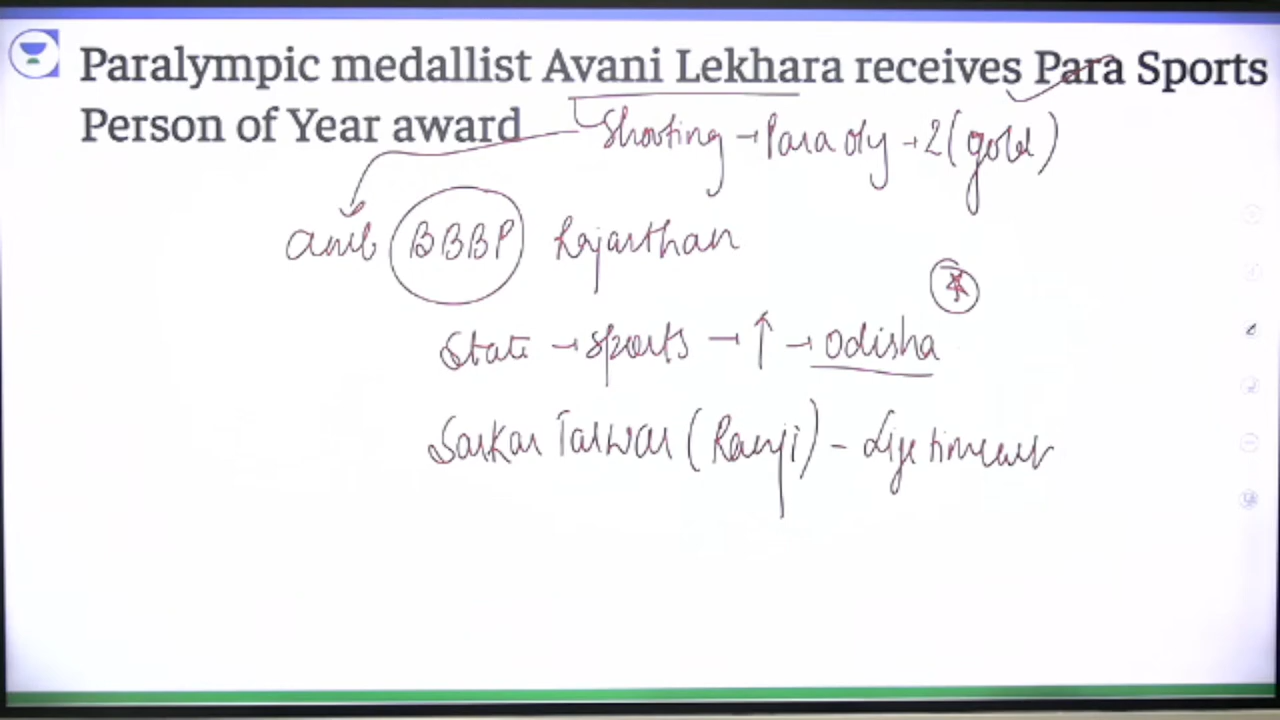 Paralympic medallist Avani Lekhara receives Para Sports
Person of Year award
Shooting → Para oly → 2 (gold)
amb BBBP Rajasthan
State → sports → ↑ → Odisha
Sarkar Talwar (Ranji) - Life